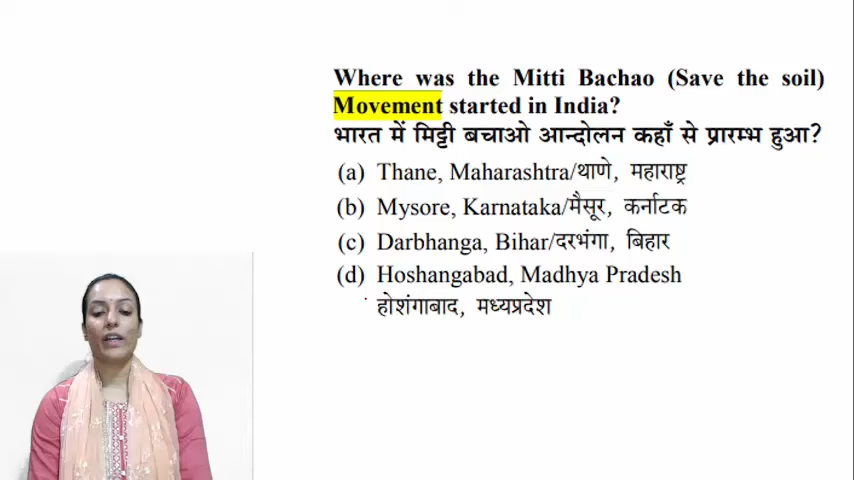 Where was the Mitti Bachao (Save the soil)
Movement started in India?
भारत में मिट्टी बचाओ आन्दोलन कहाँ से प्रारम्भ हुआ?
(a) Thane, Maharashtra/थाणे, महाराष्ट्र
(b) Mysore, Karnataka/मैसूर, कर्नाटक
(c) Darbhanga, Bihar/दरभंगा, बिहार
(d) Hoshangabad, Madhya Pradesh
होशंगाबाद, मध्यप्रदेश